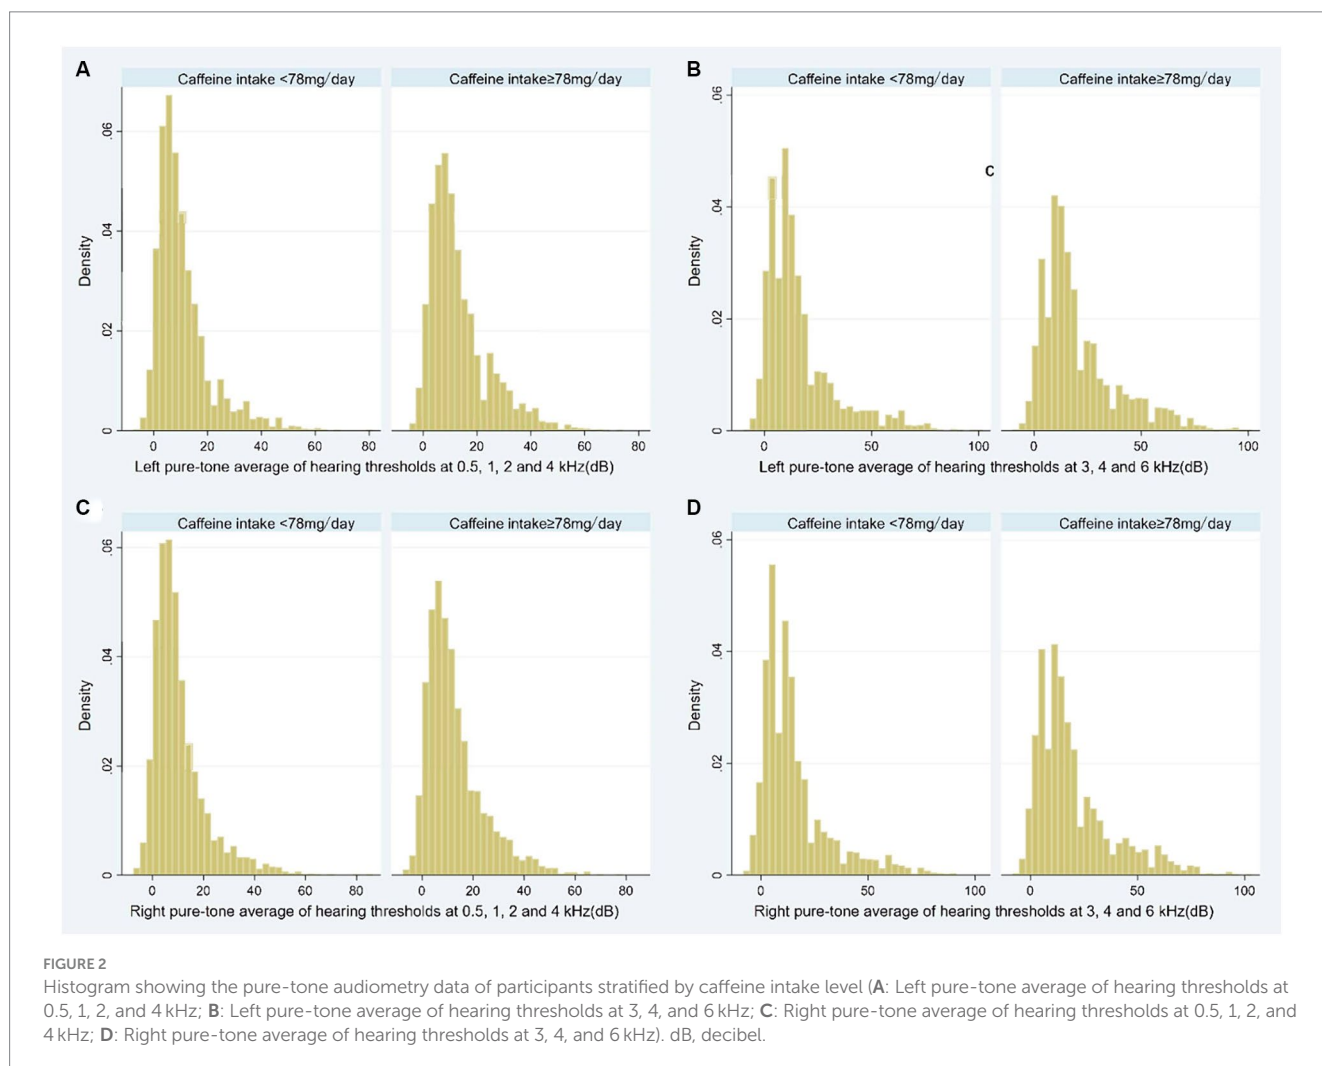 A
Caffeine intake <78mg/day
Caffeine intake≥78mg/day
Density
0
.02
.04
.06
0 20 40 60 80
0 20 40 60 80
Left pure-tone average of hearing thresholds at 0.5, 1, 2 and 4 kHz(dB)
B
Caffeine intake <78mg/day
Caffeine intake≥78mg/day
C
Density
0
.02
.04
.06
0 50 100
0 50 100
Left pure-tone average of hearing thresholds at 3, 4 and 6 kHz(dB)
C
Caffeine intake <78mg/day
Caffeine intake≥78mg/day
Density
0
.02
.04
.06
0 20 40 60 80
0 20 40 60 80
Right pure-tone average of hearing thresholds at 0.5, 1, 2 and 4 kHz(dB)
D
Caffeine intake <78mg/day
Caffeine intake≥78mg/day
Density
0
.02
.04
.06
0 50 100
0 50 100
Right pure-tone average of hearing thresholds at 3, 4 and 6 kHz(dB)
FIGURE 2
Histogram showing the pure-tone audiometry data of participants stratified by caffeine intake level (A: Left pure-tone average of hearing thresholds at
0.5, 1, 2, and 4 kHz; B: Left pure-tone average of hearing thresholds at 3, 4, and 6 kHz; C: Right pure-tone average of hearing thresholds at 0.5, 1, 2, and
4 kHz; D: Right pure-tone average of hearing thresholds at 3, 4, and 6 kHz). dB, decibel.